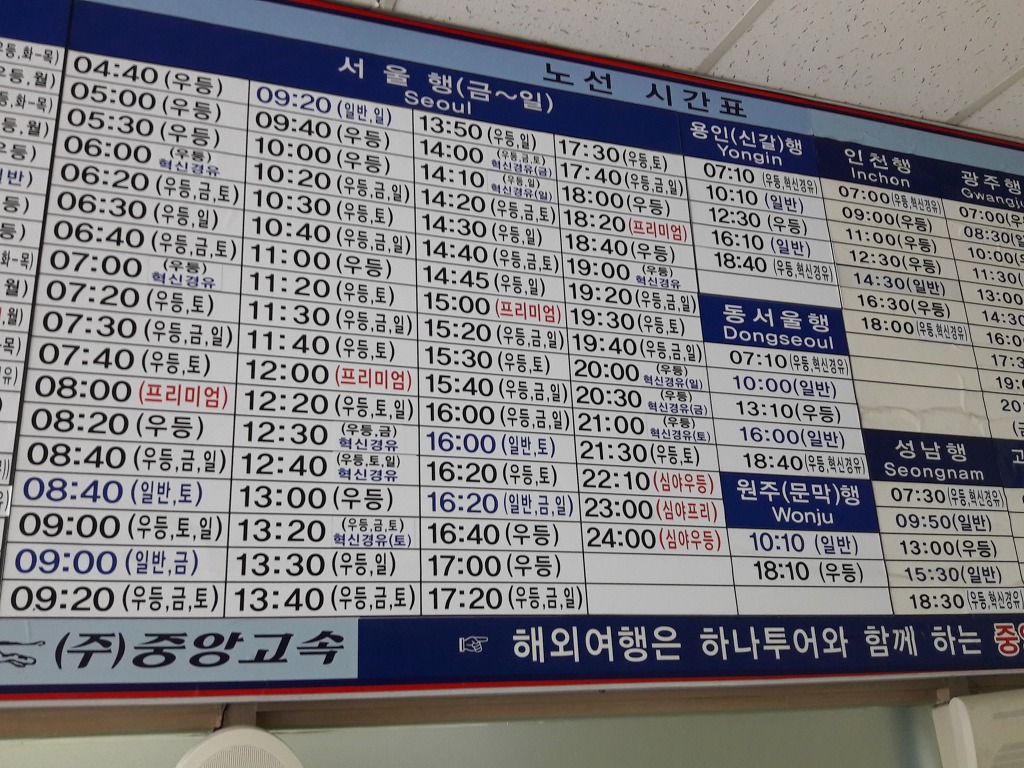 노선 시간표
서울행(금~일)
Seoul
04:40 (우등)
05:00 (우등)
05:30 (우등)
06:00 (우등) 혁신경유
06:20 (우등,금,토)
06:30 (우등,일)
06:40 (우등,금,토)
07:00 (우등) 혁신경유
07:20 (우등,토)
07:30 (우등,금,일)
07:40 (우등,토)
08:00 (프리미엄)
08:20 (우등)
08:40 (우등,금,일)
08:40 (일반,토)
09:00 (우등,토,일)
09:00 (일반,금)
09:20 (우등,금,토)
09:20 (일반,일)
09:40 (우등)
10:00 (우등)
10:20 (우등,금,일)
10:30 (우등,토)
10:40 (우등,금,일)
11:00 (우등)
11:20 (우등,토)
11:30 (우등,금,일)
11:40 (우등,토)
12:00 (프리미엄)
12:20 (우등,토,일)
12:30 (우등,금) 혁신경유
12:40 (우등,토,일) 혁신경유
13:00 (우등)
13:20 (우등,금,토) 혁신경유(토)
13:30 (우등,일)
13:40 (우등,금,토)
13:50 (우등,일)
14:00 (우등,금,토) 혁신경유(금)
14:10 (우등,일) 혁신경유(일)
14:20 (우등,금,토)
14:30 (우등,일)
14:40 (우등,금,토)
14:45 (우등,일)
15:00 (프리미엄)
15:20 (우등,금,일)
15:30 (우등,토)
15:40 (우등,금,일)
16:00 (우등,금,일)
16:00 (일반,토)
16:20 (우등,토)
16:20 (일반,금,일)
16:40 (우등)
17:00 (우등)
17:20 (우등,금,일)
17:30 (우등,토)
17:40 (우등,금,일)
18:00 (우등)
18:20 (프리미엄)
18:40 (우등)
19:00 (우등) 혁신경유
19:20 (우등,금,일)
19:30 (우등,토)
19:40 (우등,금,일)
20:00 (우등) 혁신경유(일)
20:30 (우등) 혁신경유(금)
21:00 (우등) 혁신경유(토)
21:30 (우등,토)
22:10 (심야우등)
23:00 (심야프리)
24:00 (심야우등)
용인(신갈)행
Yongin
07:10 (우등,혁신경유)
10:10 (일반)
12:30 (우등)
16:10 (일반)
18:40 (우등,혁신경유)
동서울행
Dongseoul
07:10 (우등,혁신경유)
10:00 (일반)
13:10 (우등)
16:00 (일반)
18:40 (우등,혁신경유)
원주(문막)행
Wonju
10:10 (일반)
18:10 (우등)
인천행
Inchon
07:00 (우등,혁신경유)
09:00 (우등)
11:00 (우등)
12:30 (우등)
14:30 (일반)
16:30 (우등)
18:00 (우등,혁신경유)
성남행
Seongnam
07:30 (우등,혁신경유)
09:50 (일반)
13:00 (우등)
15:30 (일반)
18:30 (우등,혁신경유)
광주행
07:00
08:30
10:00
11:30
13:00
14:30
(주)중앙고속
☞ 해외여행은 하나투어와 함께 하는